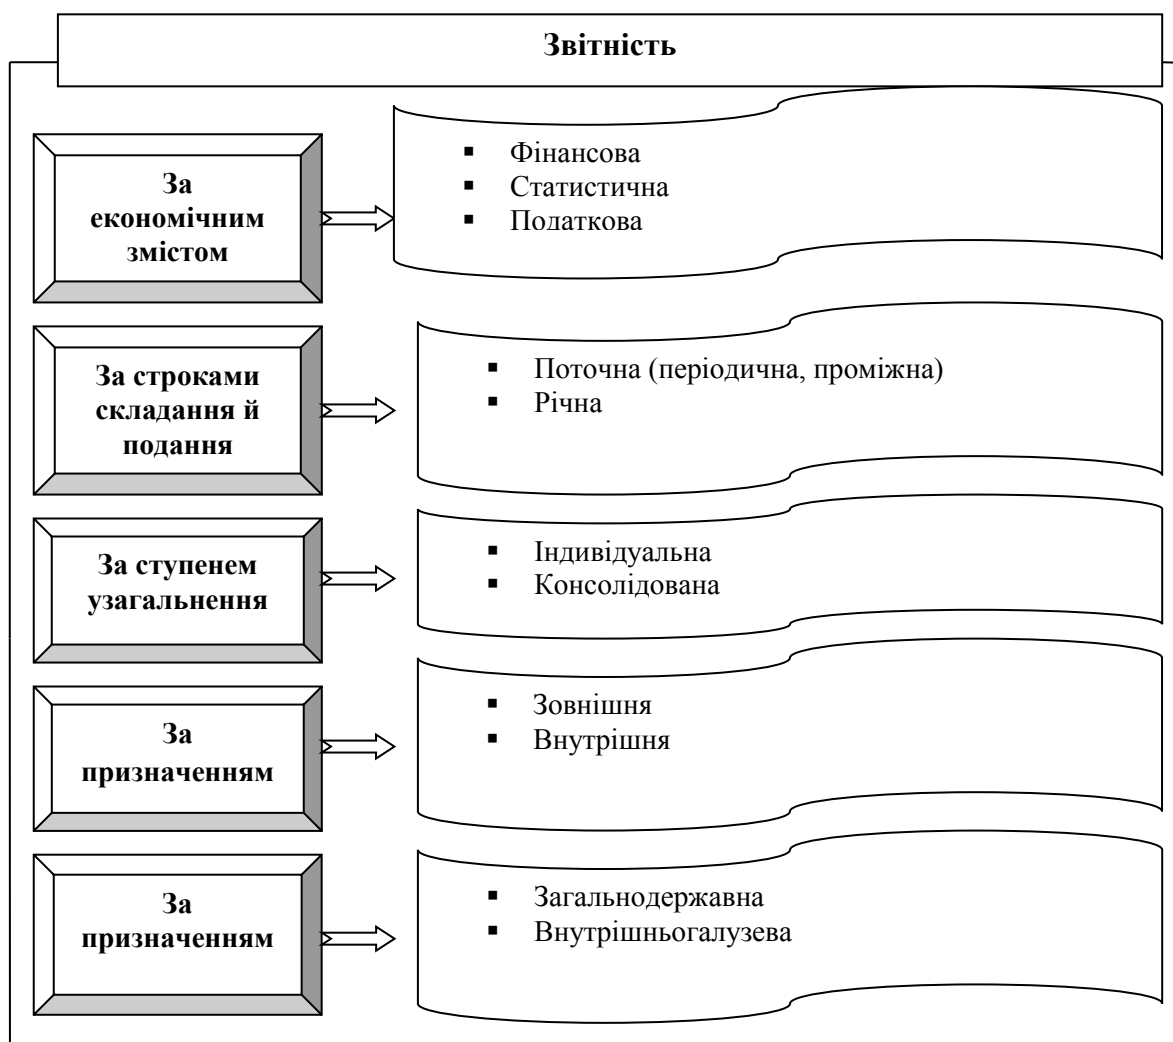 Звітність
За
економічним
змістом
▪ Фінансова
▪ Статистична
▪ Податкова
За строками
складання й
подання
▪ Поточна (періодична, проміжна)
▪ Річна
За ступенем
узагальнення
▪ Індивідуальна
▪ Консолідована
За
призначенням
▪ Зовнішня
▪ Внутрішня
За
призначенням
▪ Загальнодержавна
▪ Внутрішньогалузева